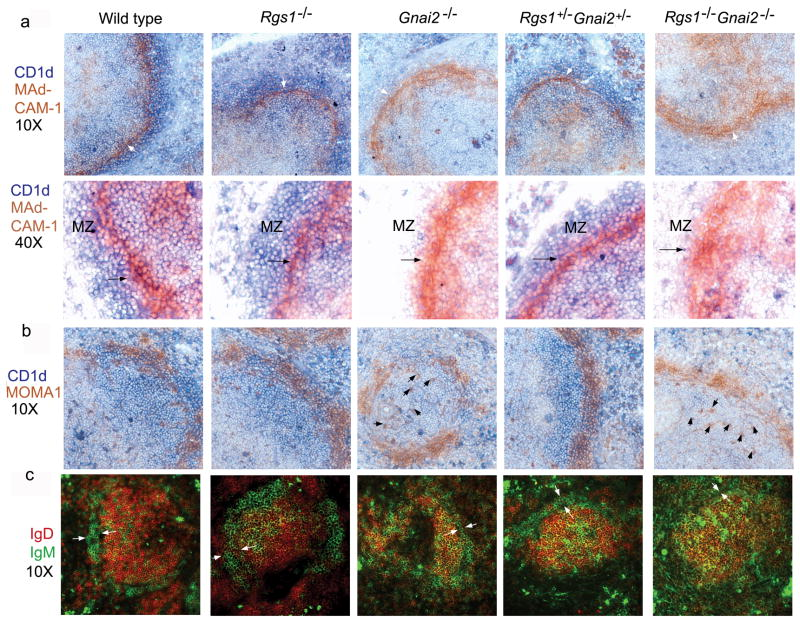 a
Wild type
Rgs1-/-
Gnai2-/-
Rgs1+/-Gnai2+/-
Rgs1-/-Gnai2-/-
CD1d
MAd-
CAM-1
10X
CD1d
MAd-
CAM-1
40X
MZ
MZ
MZ
MZ
MZ
b
CD1d
MOMA1
10X
c
IgD
IgM
10X